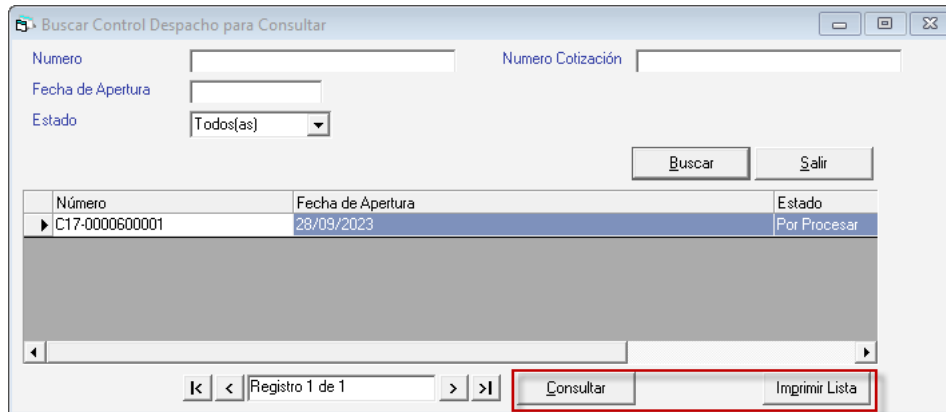 Buscar Control Despacho para Consultar
Numero Numero Cotización
Fecha de Apertura
Estado Todos(as)
Buscar Salir
Número Fecha de Apertura Estado
C17-0000600001 28/09/2023 Por Procesar
Registro 1 de 1 Consultar Imprimir Lista